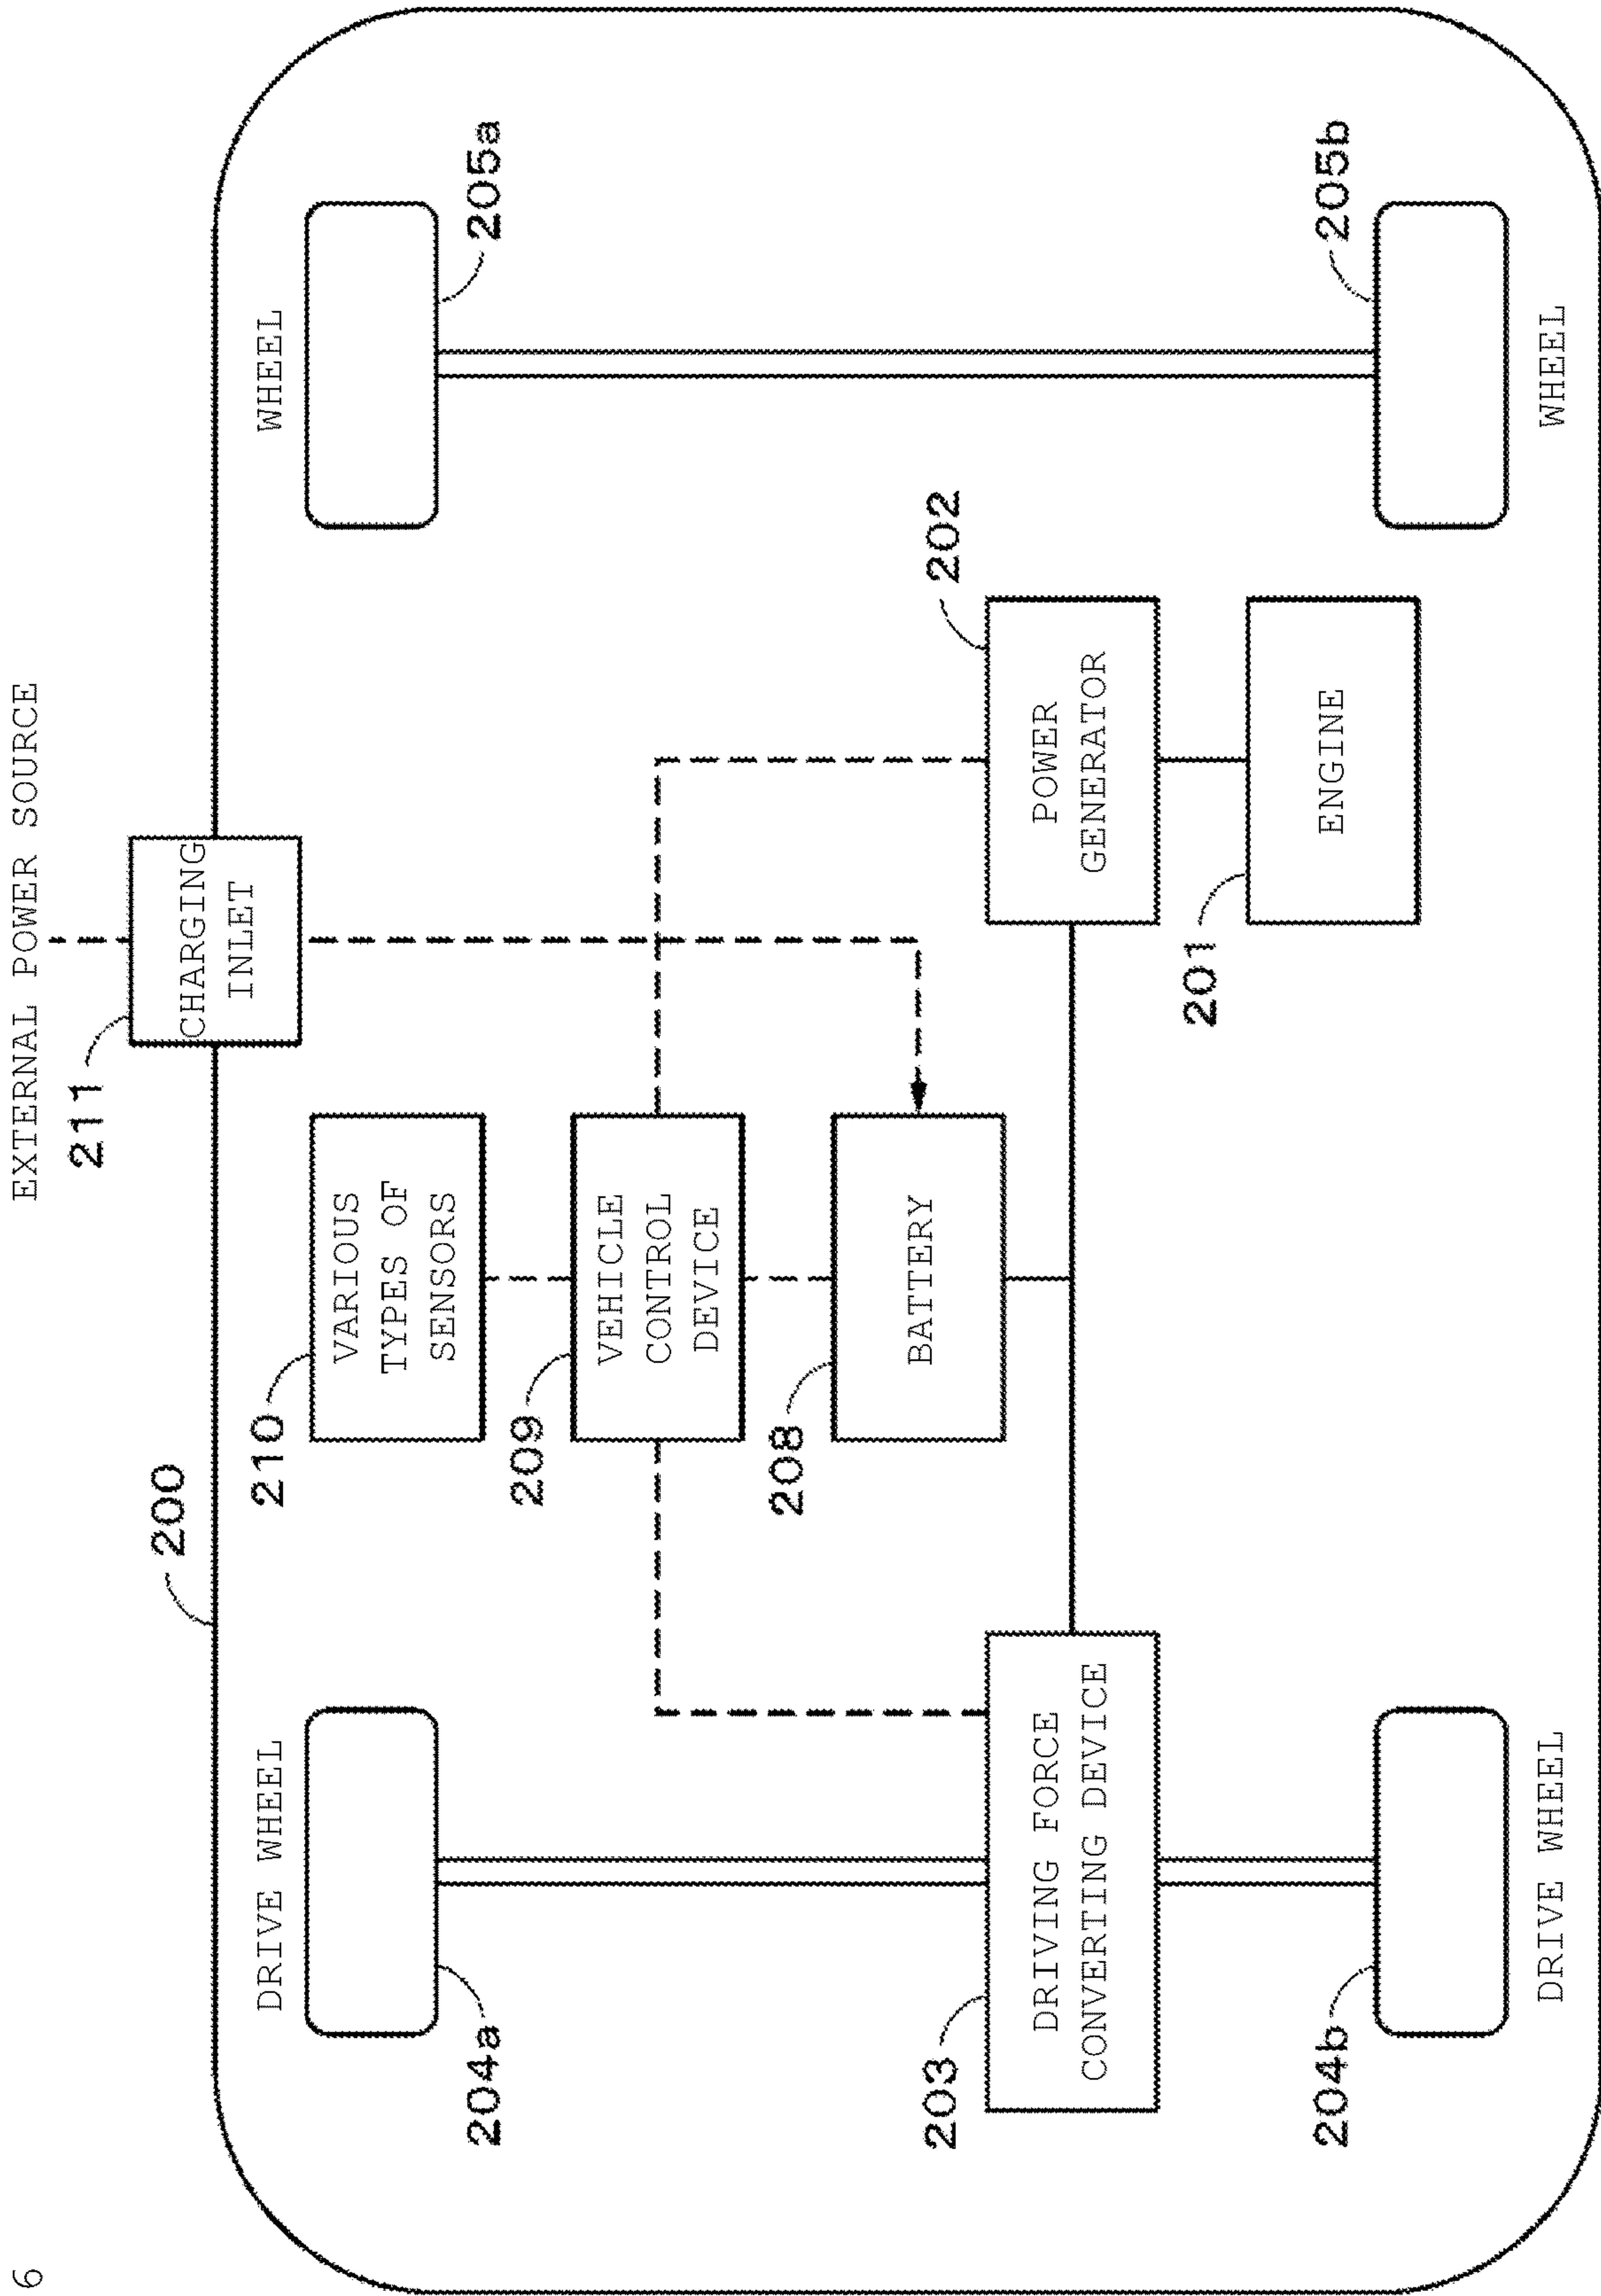 6
EXTERNAL POWER SOURCE
211
200
CHARGING
INLET
DRIVE WHEEL
210
WHEEL
VARIOUS
TYPES OF
SENSORS
204a
205a
209
VEHICLE
CONTROL
DEVICE
208
BATTERY
203
202
DRIVING FORCE
CONVERTING DEVICE
POWER
GENERATOR
201
ENGINE
204b
205b
DRIVE WHEEL
WHEEL